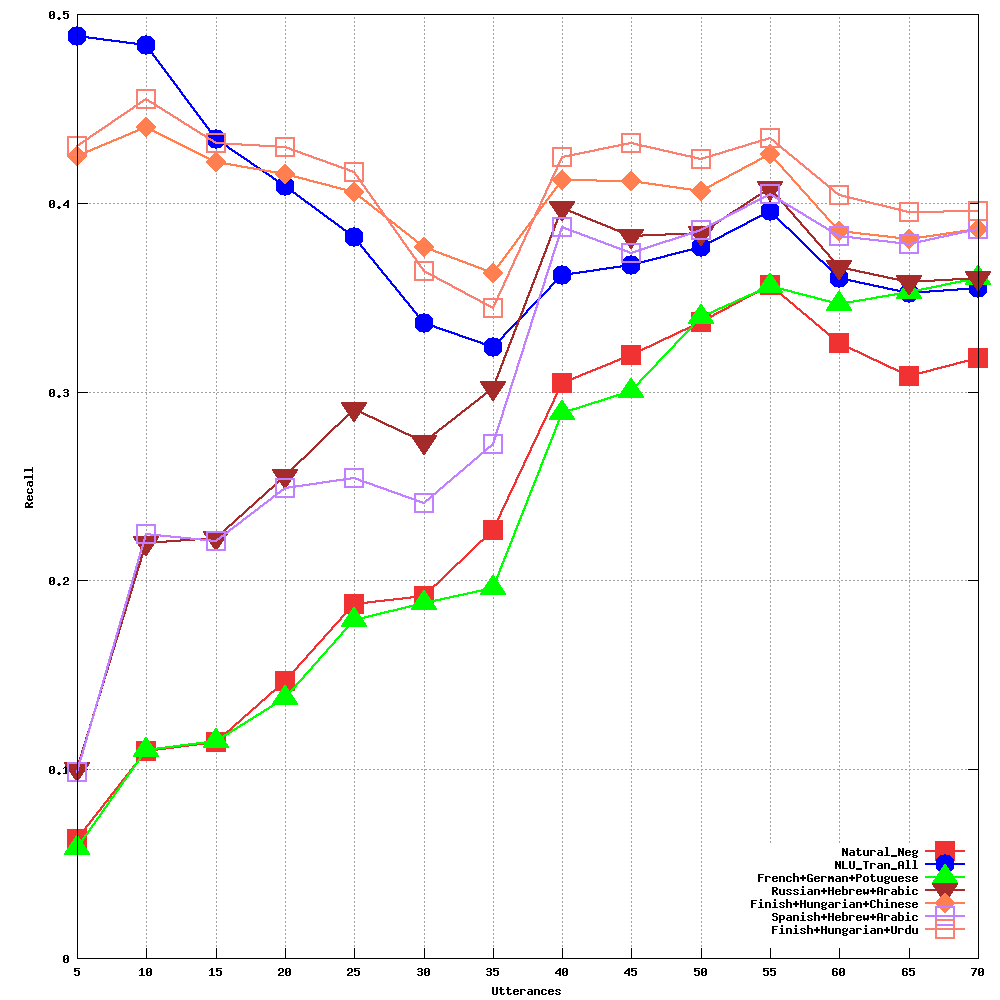 0.5
0.4
0.3
0.2
0.1
0
Recall
5 10 15 20 25 30 35 40 45 50 55 60 65 70
Utterances
Natural_Neg
NLU_Tran_All
French+German+Potuguese
Russian+Hebrew+Arabic
Finish+Hungarian+Chinese
Spanish+Hebrew+Arabic
Finish+Hungarian+Urdu